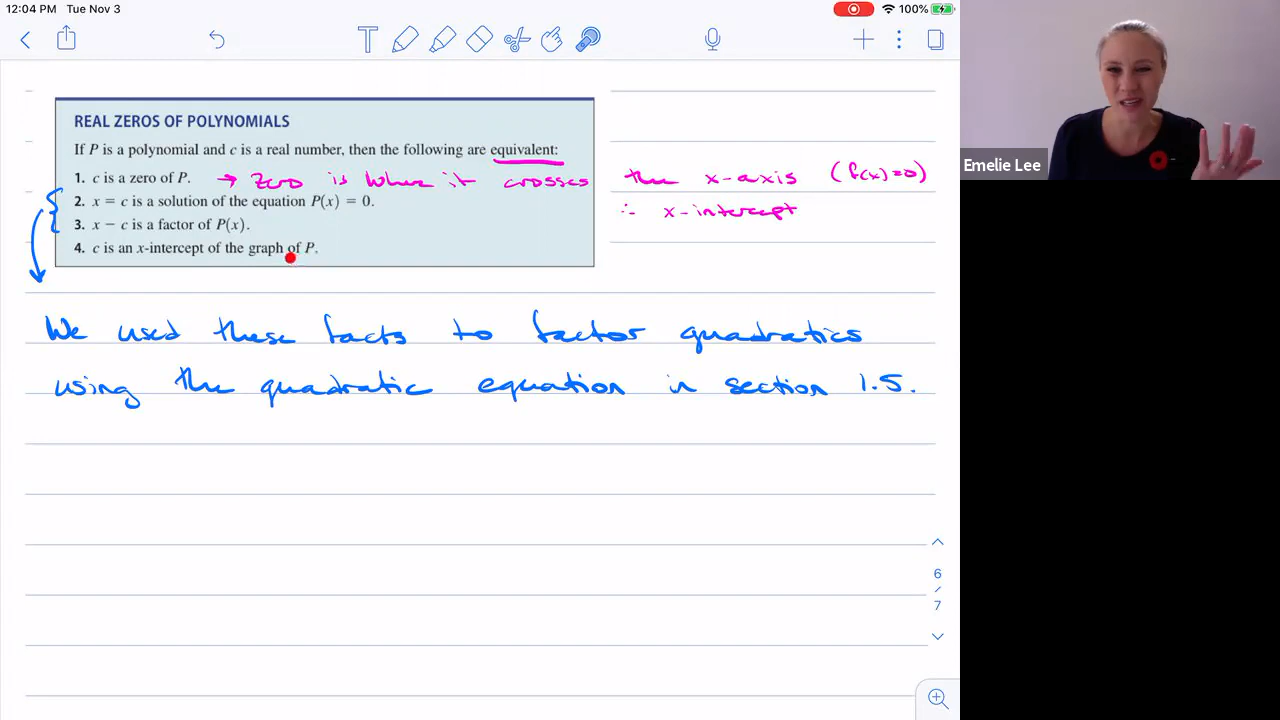 12:04 PM Tue Nov 3
100%
REAL ZEROS OF POLYNOMIALS
If P is a polynomial and c is a real number, then the following are equivalent:
1. c is a zero of P. → Zero is where it crosses the x-axis (f(x)=0)
2. x = c is a solution of the equation P(x) = 0. ∴ x-intercept
3. x − c is a factor of P(x).
4. c is an x-intercept of the graph of P.
We used these facts to factor quadratics
using the quadratic equation in section 1.5.
6
/
7
Emelie Lee